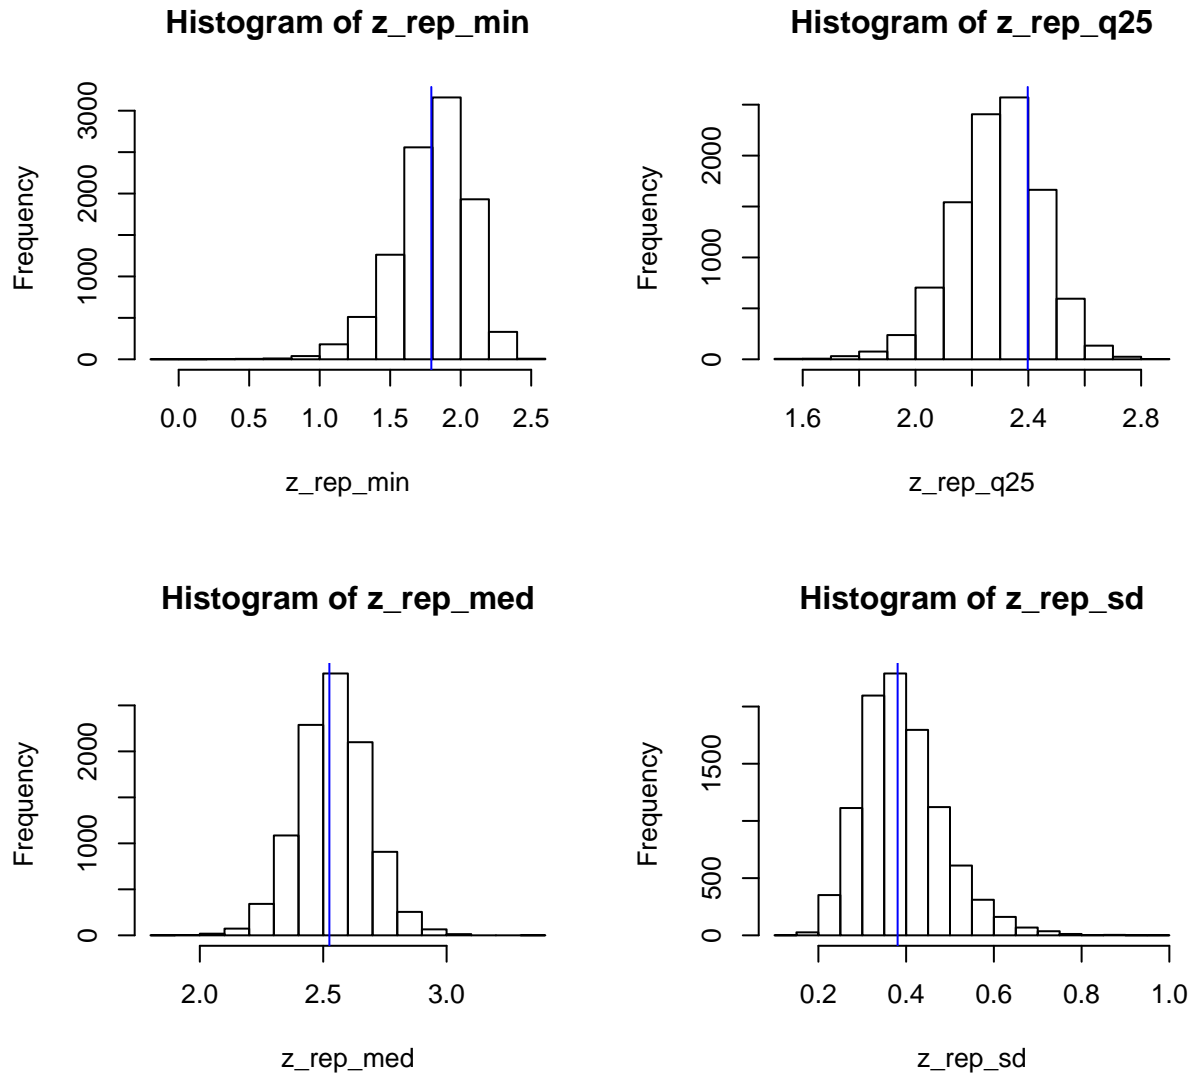 Histogram of z_rep_min
Frequency
0 1000 2000 3000
0.0 0.5 1.0 1.5 2.0 2.5
z_rep_min
Histogram of z_rep_q25
Frequency
0 1000 2000
1.6 2.0 2.4 2.8
z_rep_q25
Histogram of z_rep_med
Frequency
0 1000 2000
2.0 2.5 3.0
z_rep_med
Histogram of z_rep_sd
Frequency
0 500 1500
0.2 0.4 0.6 0.8 1.0
z_rep_sd